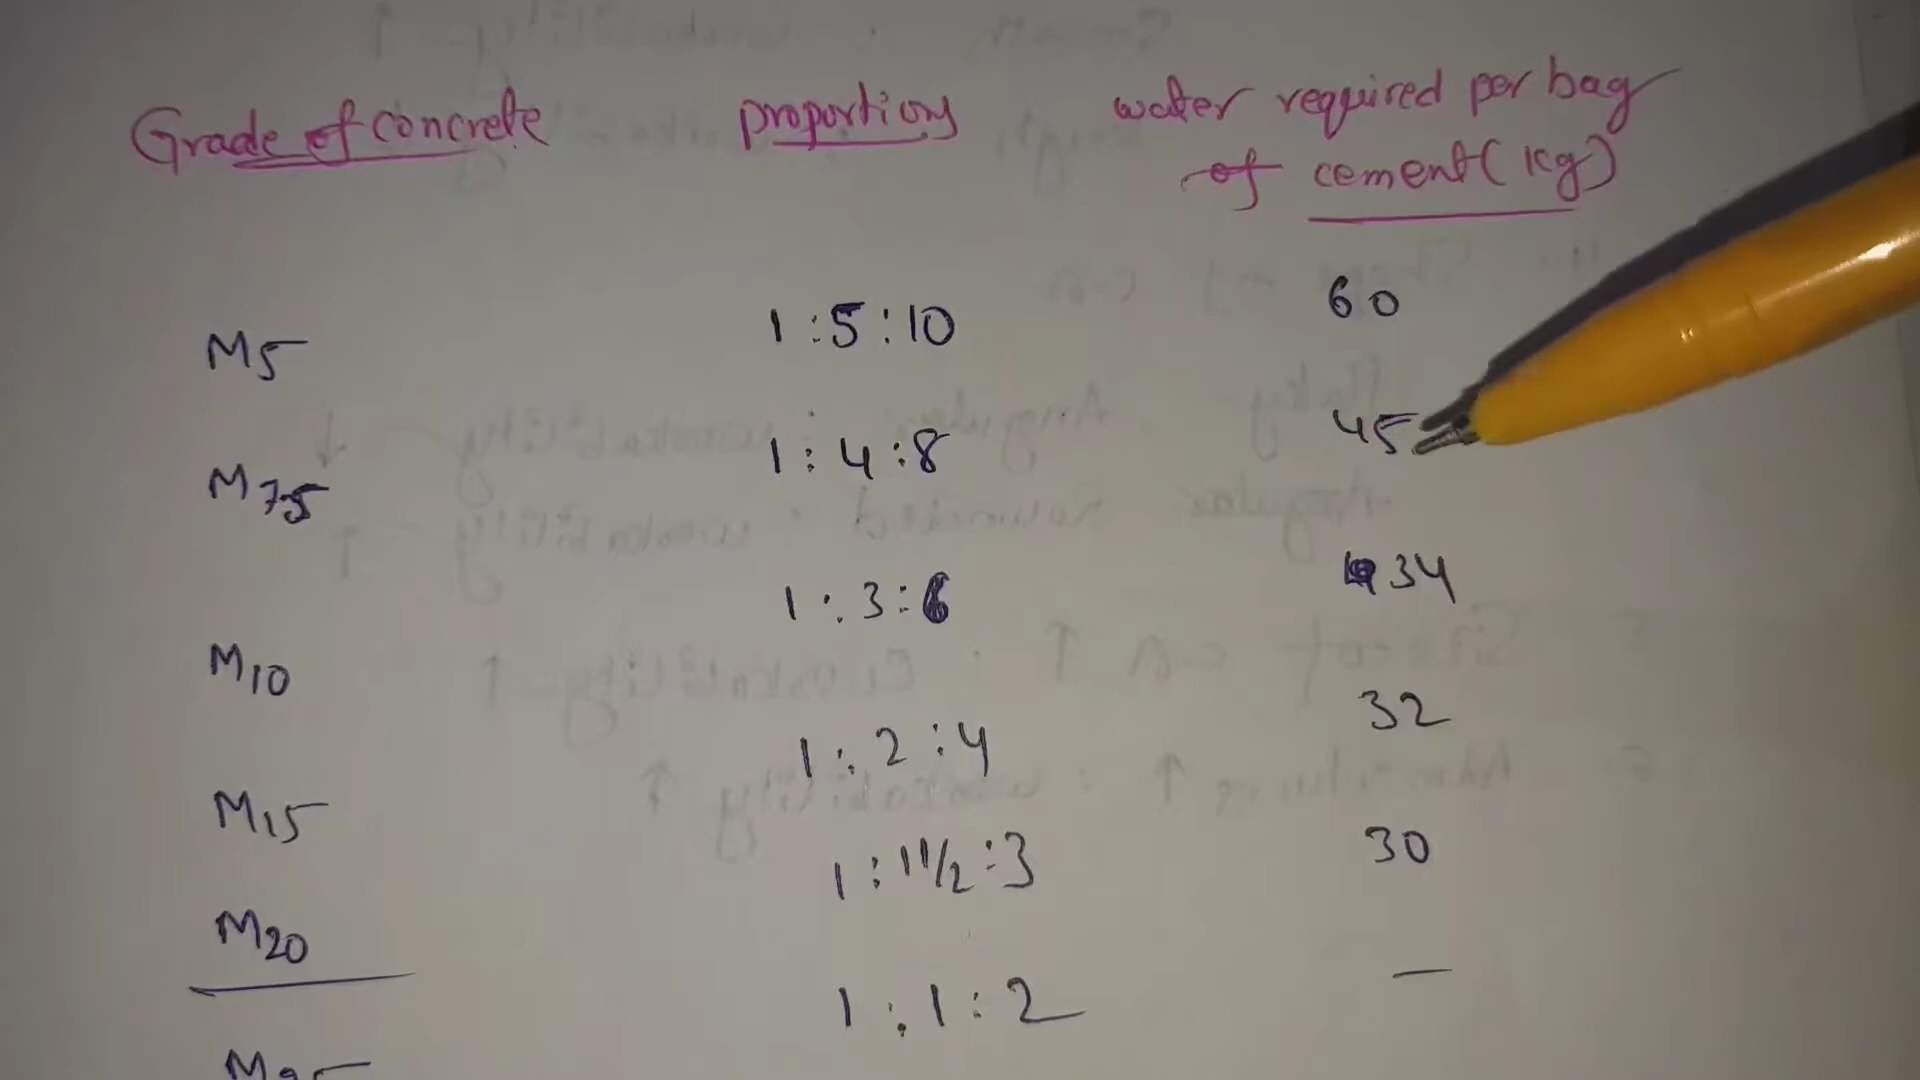 Grade of concrete proportions water required per bag
of cement (kg)
M5 1:5:10 60
M7.5 1:4:8 45
M10 1:3:6 34
M15 1:2:4 32
M20 1:1 1/2:3 30
1:1:2 —